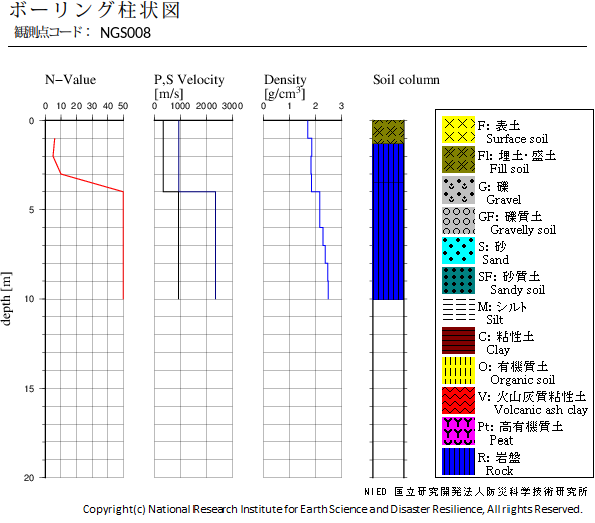 ボーリング柱状図
観測点コード： NGS008
N-Value
P,S Velocity
[m/s]
Density
[g/cm³]
Soil column
0 10 20 30 40 50
0 1000 2000 3000
0 1 2 3
0
5
10
15
20
depth [m]
F: 表土
Surface soil
Fl: 埋土・盛土
Fill soil
G: 礫
Gravel
GF: 礫質土
Gravelly soil
S: 砂
Sand
SF: 砂質土
Sandy soil
M: シルト
Silt
C: 粘性土
Clay
O: 有機質土
Organic soil
V: 火山灰質粘性土
Volcanic ash clay
Pt: 高有機質土
Peat
R: 岩盤
Rock
NIED 国立研究開発法人防災科学技術研究所
Copyright(c) National Research Institute for Earth Science and Disaster Resilience, All rights Reserved.